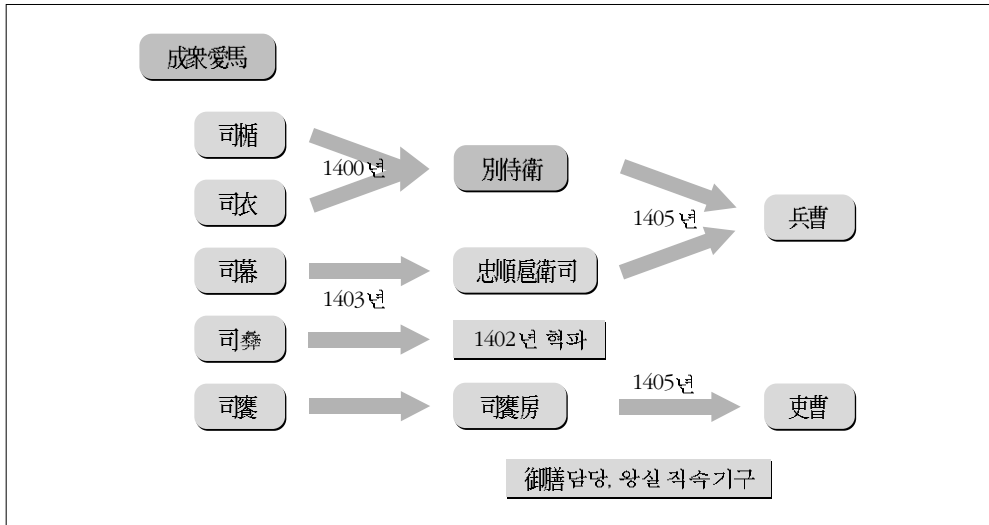 成衆愛馬
司楯
1400년
別侍衛
司衣
1405년
兵曹
司幕
忠順扈衛司
1403년
司彛
1402년 혁파
司饔
司饔房
1405년
吏曹
御膳담당, 왕실 직속기구